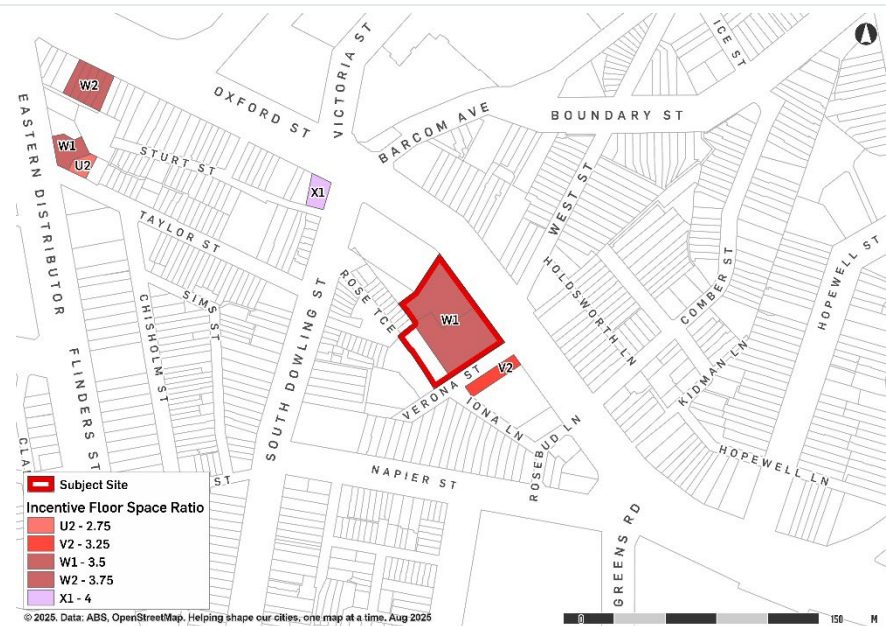 ICE ST
VICTORIA ST
OXFORD ST
BARCOM AVE
BOUNDARY ST
W2
EASTERN DISTRIBUTOR
W1
U2
STURT ST
X1
WEST ST
TAYLOR ST
HOLDSWORTH LN
COMBER ST
HOPEWELL ST
ROSE TCE
SIMS ST
CHISHOLM ST
SOUTH DOWLING ST
W1
KIDMAN LN
FLINDERS ST
V2
VERONA ST
IONA LN
ROSEBUD LN
HOPEWELL LN
NAPIER ST
GREENS RD
CLA
ST
Subject Site
Incentive Floor Space Ratio
U2 - 2.75
V2 - 3.25
W1 - 3.5
W2 - 3.75
X1 - 4
© 2025. Data: ABS, OpenStreetMap. Helping shape our cities, one map at a time. Aug 2025
0 150 M